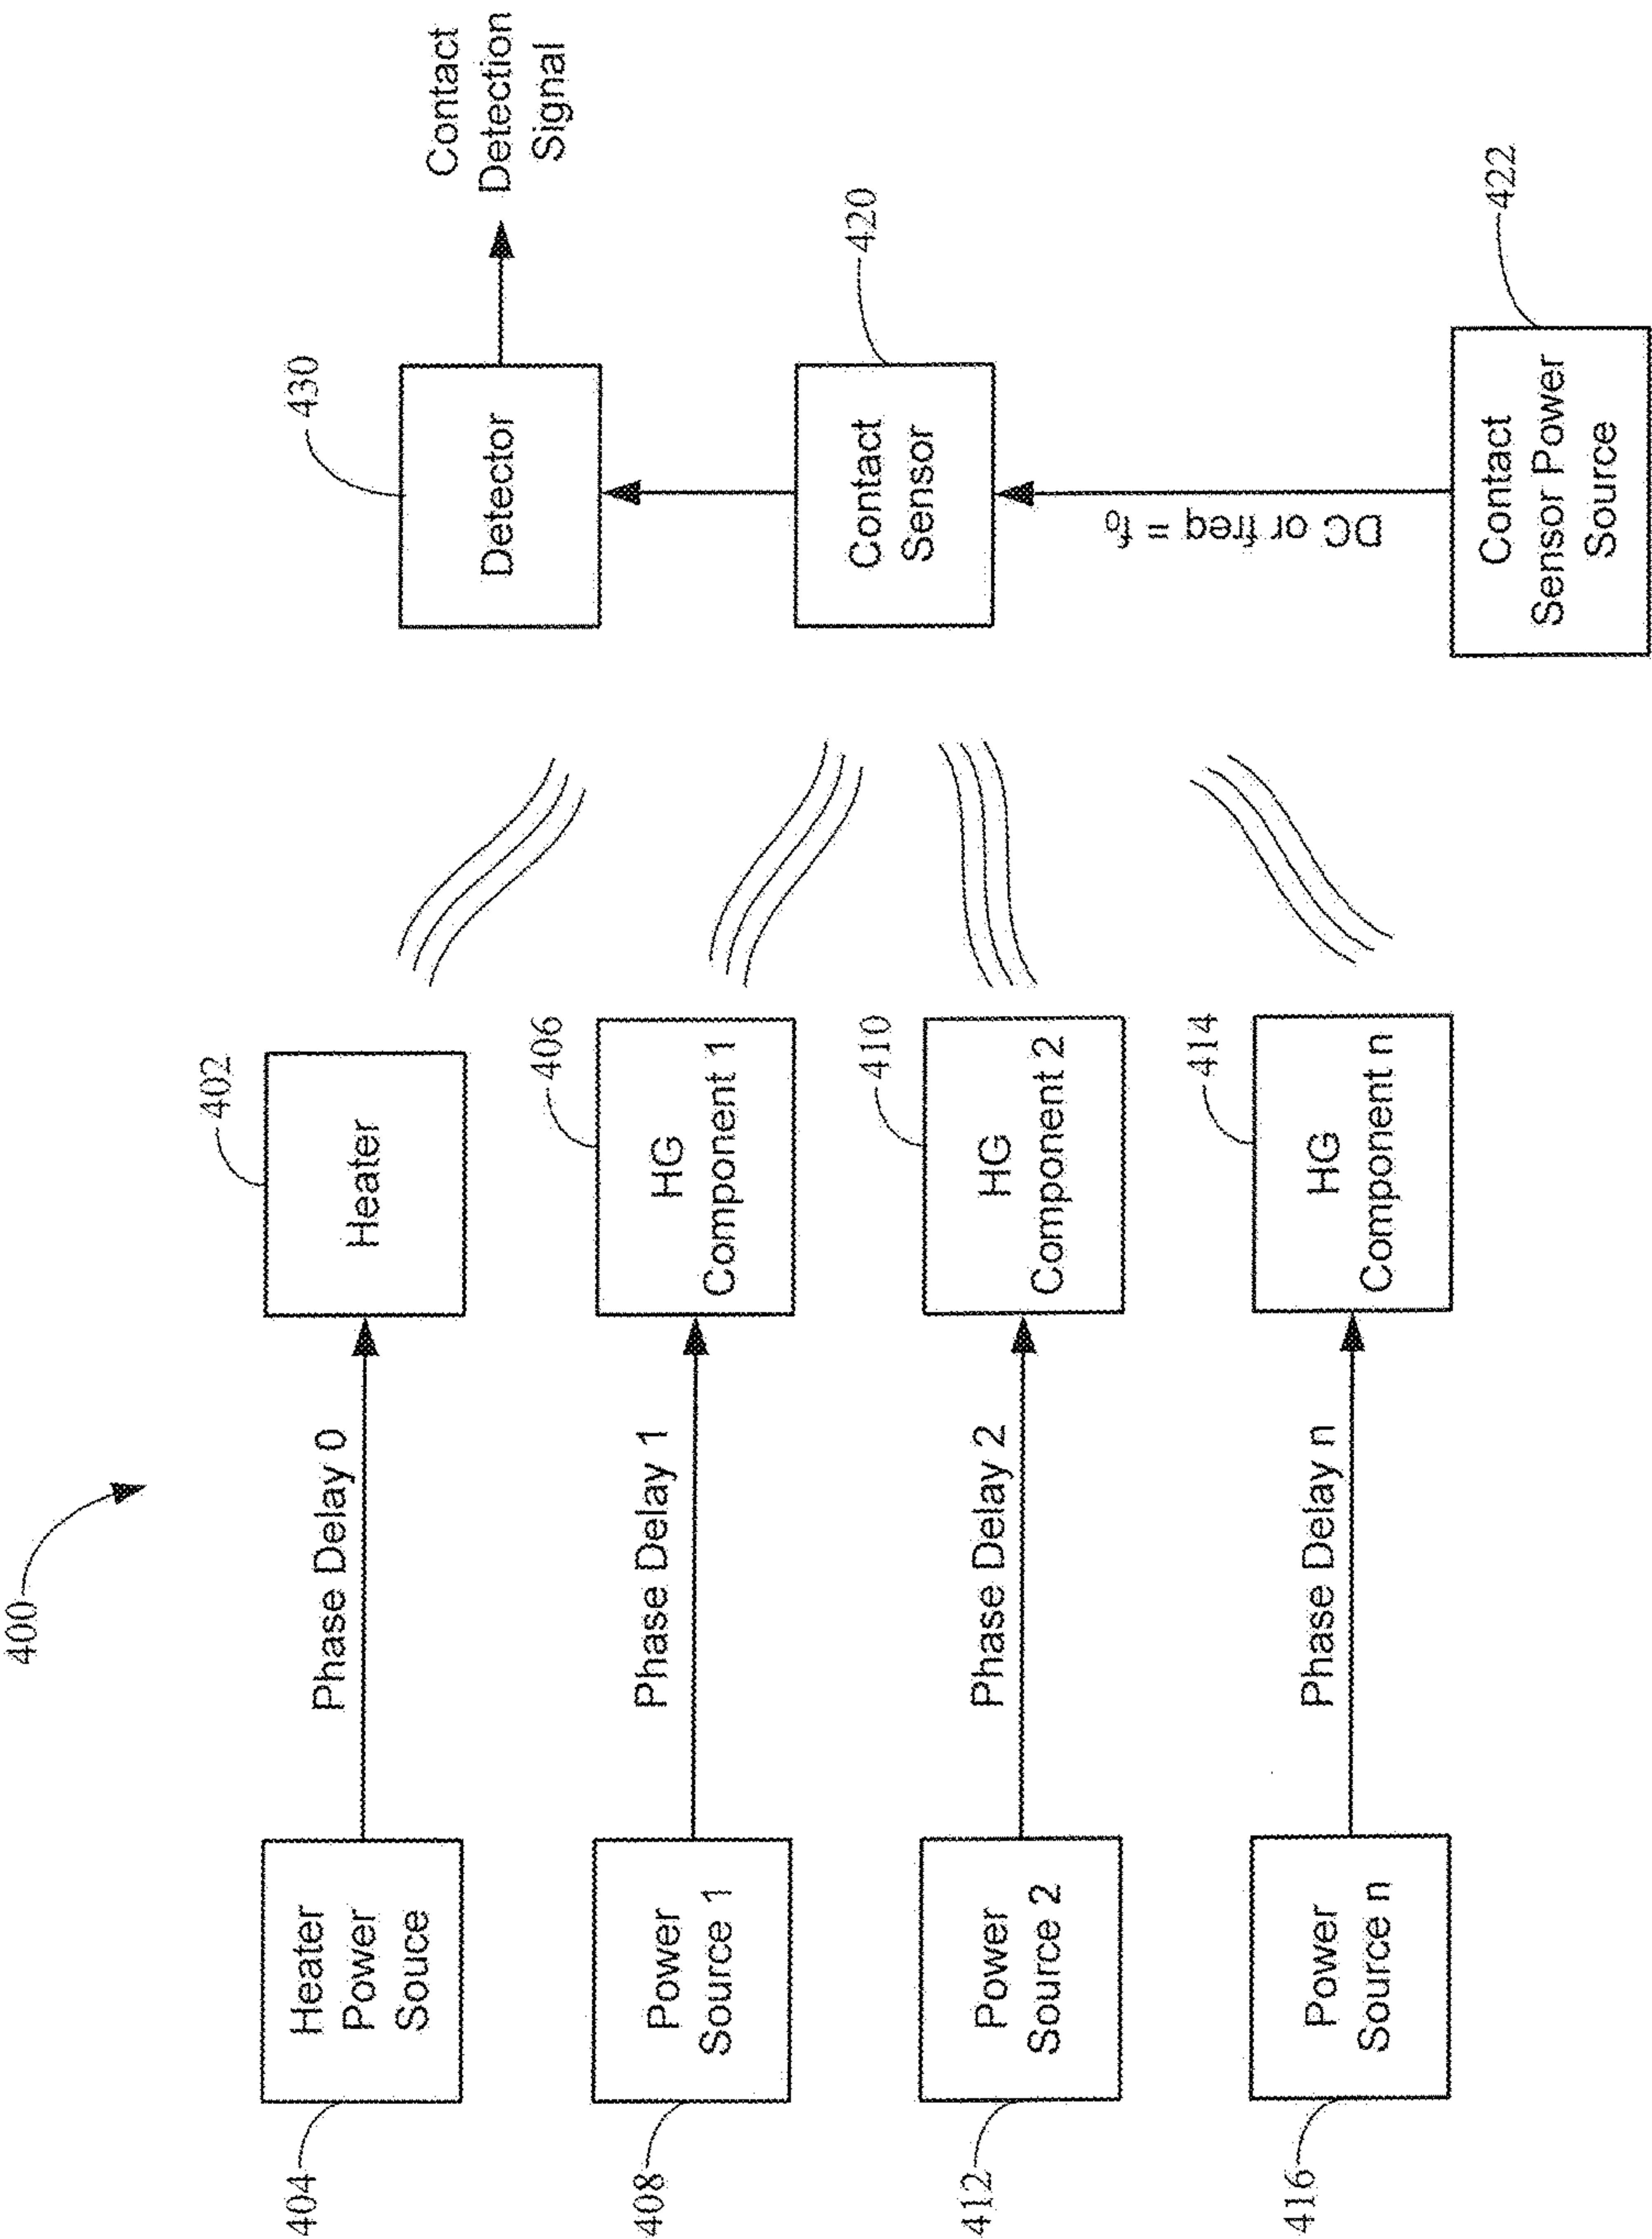 400
404
Heater
Power
Souce
Phase Delay 0
402
Heater
408
Power
Source 1
Phase Delay 1
406
HG
Component 1
412
Power
Source 2
Phase Delay 2
410
HG
Component 2
416
Power
Source n
Phase Delay n
414
HG
Component n
430
Detector
Contact
Detection
Signal
420
Contact
Sensor
DC or freq = f₀
422
Contact
Sensor Power
Source